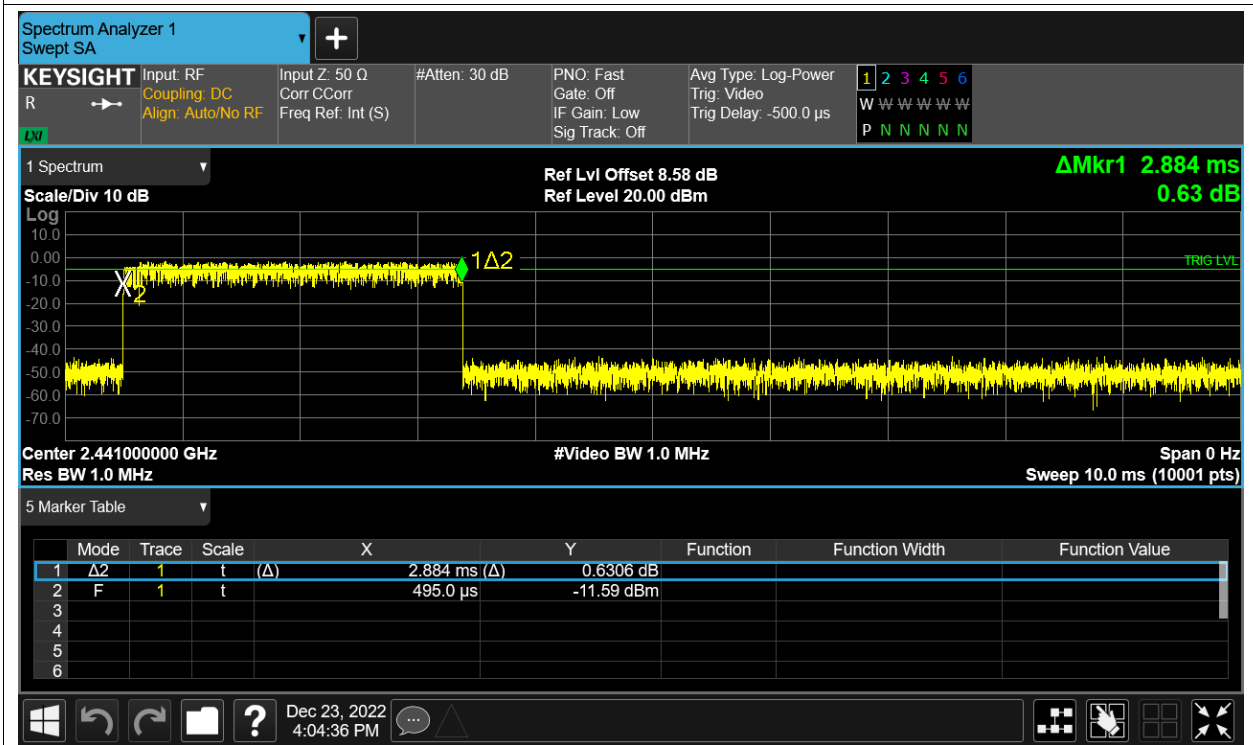 Spectrum Analyzer 1
Swept SA
KEYSIGHT Input: RF Input Z: 50 Ω #Atten: 30 dB PNO: Fast Avg Type: Log-Power 1 2 3 4 5 6
R Coupling: DC Corr CCorr Gate: Off Trig: Video W W W W W W
Align: Auto/No RF Freq Ref: Int (S) IF Gain: Low Trig Delay: -500.0 µs P N N N N N
LXI Sig Track: Off
1 Spectrum Ref Lvl Offset 8.58 dB ΔMkr1 2.884 ms
Scale/Div 10 dB Ref Level 20.00 dBm 0.63 dB
Log
10.0
0.00 1Δ2 TRIG LVL
-10.0 2
-20.0
-30.0
-40.0
-50.0
-60.0
-70.0
Center 2.441000000 GHz #Video BW 1.0 MHz Span 0 Hz
Res BW 1.0 MHz Sweep 10.0 ms (10001 pts)
5 Marker Table
Mode Trace Scale X Y Function Function Width Function Value
1 Δ2 1 t (Δ) 2.884 ms (Δ) 0.6306 dB
2 F 1 t 495.0 µs -11.59 dBm
3
4
5
6
? Dec 23, 2022
4:04:36 PM